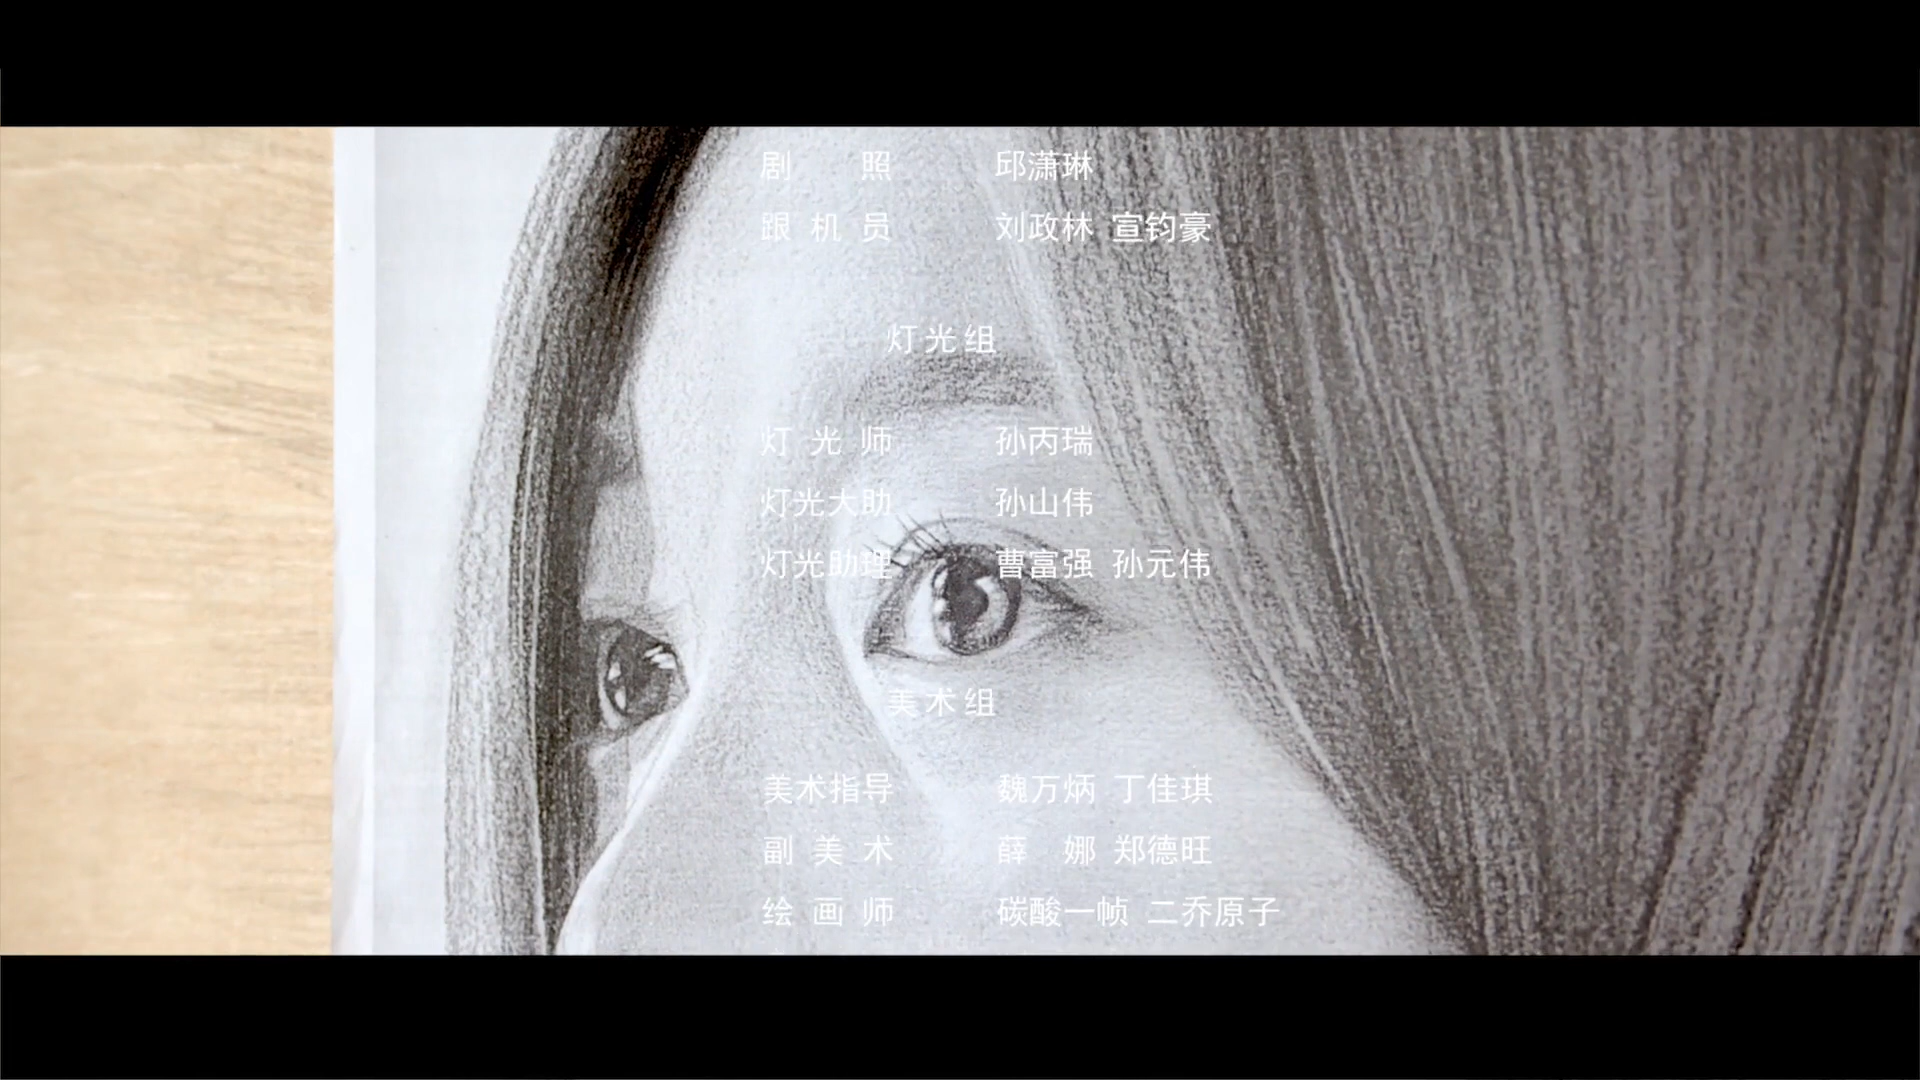 剧照 邱潇琳
跟机员 刘政林 宣钧豪
灯光组
灯光师 孙丙瑞
灯光大助 孙山伟
灯光助理 曹富强 孙元伟
美术组
美术指导 魏万炳 丁佳琪
副美术 薛娜 郑德旺
绘画师 碳酸一帧 二乔原子